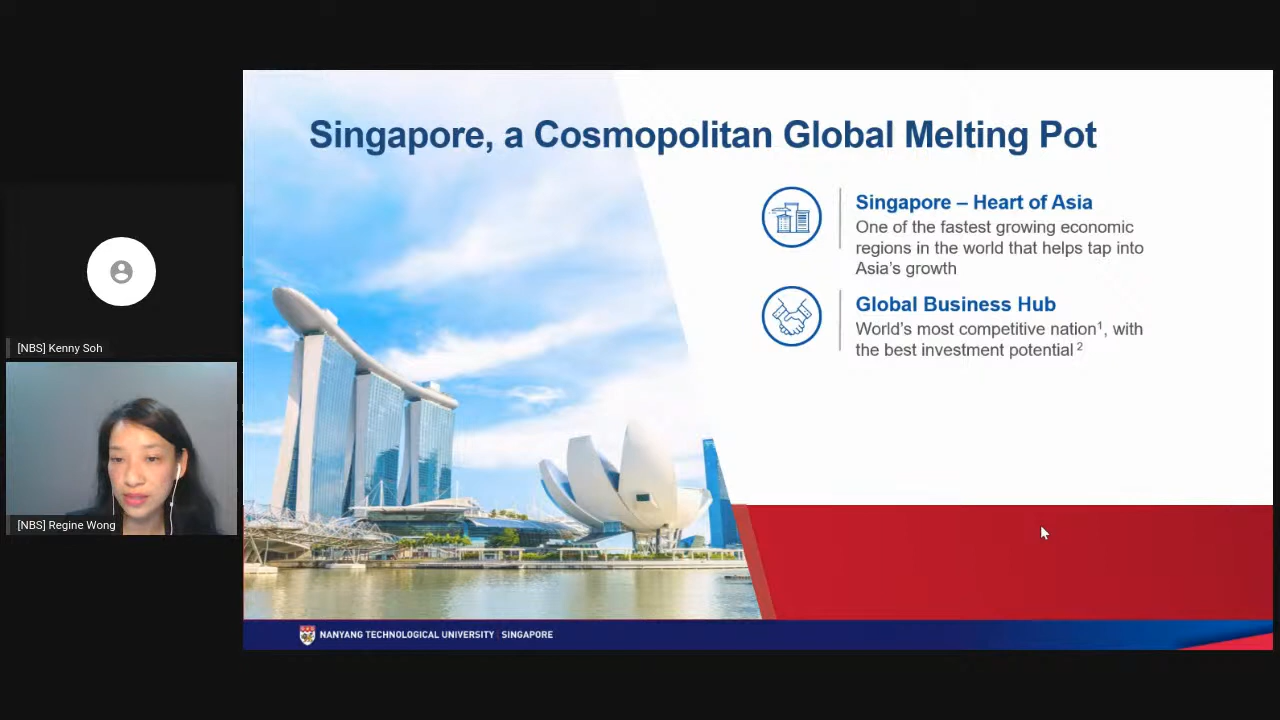 Singapore, a Cosmopolitan Global Melting Pot
Singapore – Heart of Asia
One of the fastest growing economic
regions in the world that helps tap into
Asia's growth
Global Business Hub
World's most competitive nation¹, with
the best investment potential ²
[NBS] Kenny Soh
[NBS] Regine Wong
NANYANG TECHNOLOGICAL UNIVERSITY | SINGAPORE